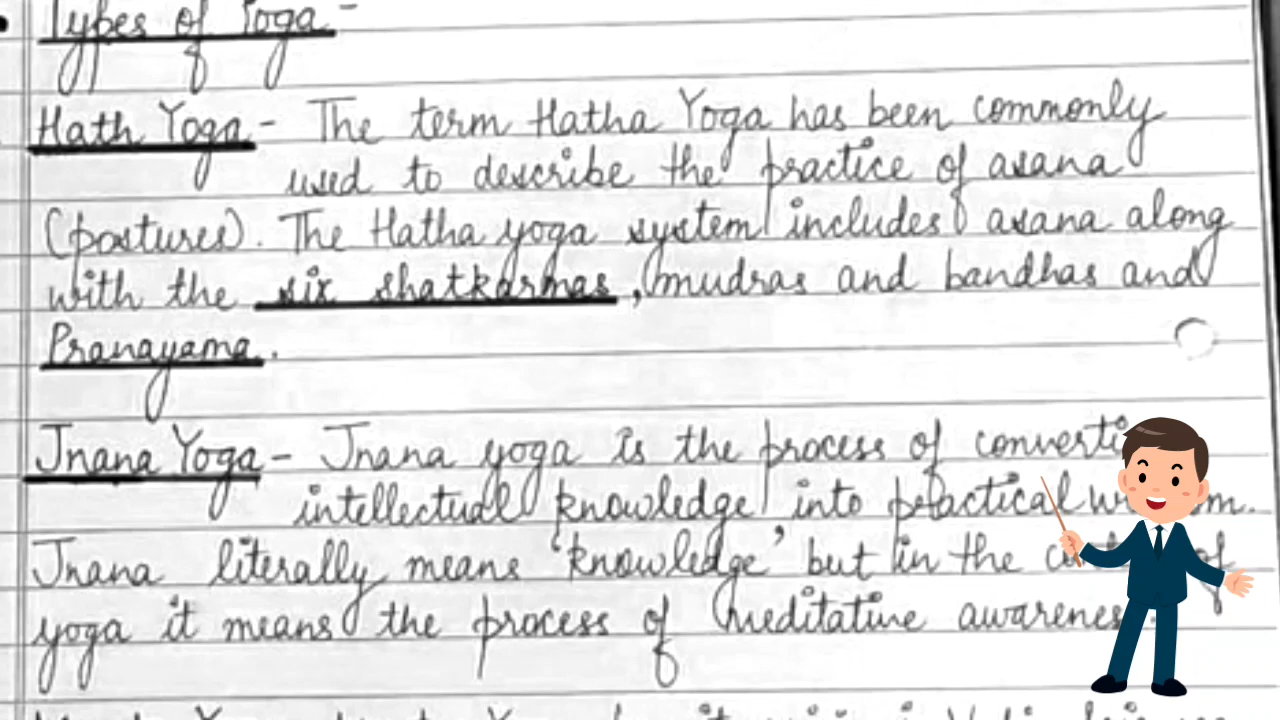 Types of Yoga -
Hath Yoga - The term Hatha Yoga has been commonly
used to describe the practice of asana
(postures). The Hatha yoga system includes asana along
with the six shatkarmas, mudras and bandhas and
Pranayama.
Jnana Yoga - Jnana yoga is the process of
intellectual knowledge into practical
Jnana literally means 'knowledge' but in the of
yoga it means the process of meditative